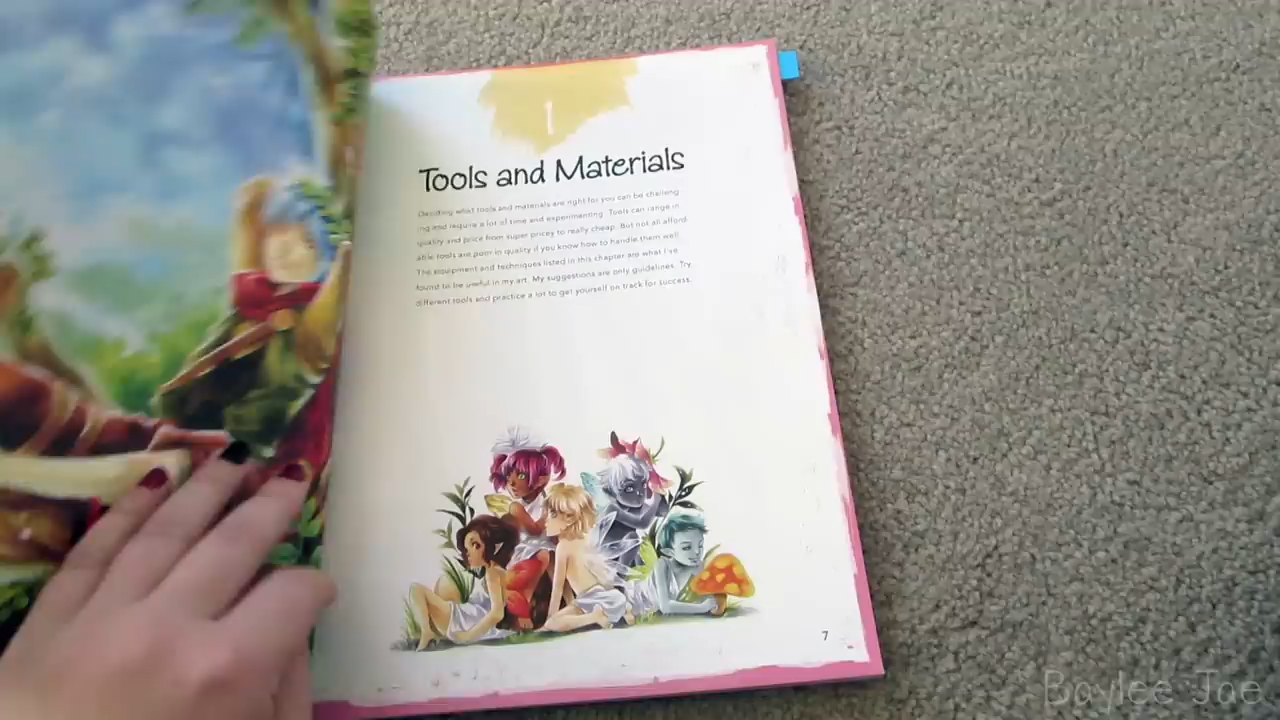 1
Tools and Materials
Deciding what tools and materials are right for you can be challeng-
ing and require a lot of time and experimenting. Tools can range in
quality and price from super pricey to really cheap. But not all afford-
able tools are poor in quality if you know how to handle them well.
The equipment and techniques listed in this chapter are what I've
found to be useful in my art. My suggestions are only guidelines. Try
different tools and practice a lot to get yourself on track for success.
7
Baylee Jae